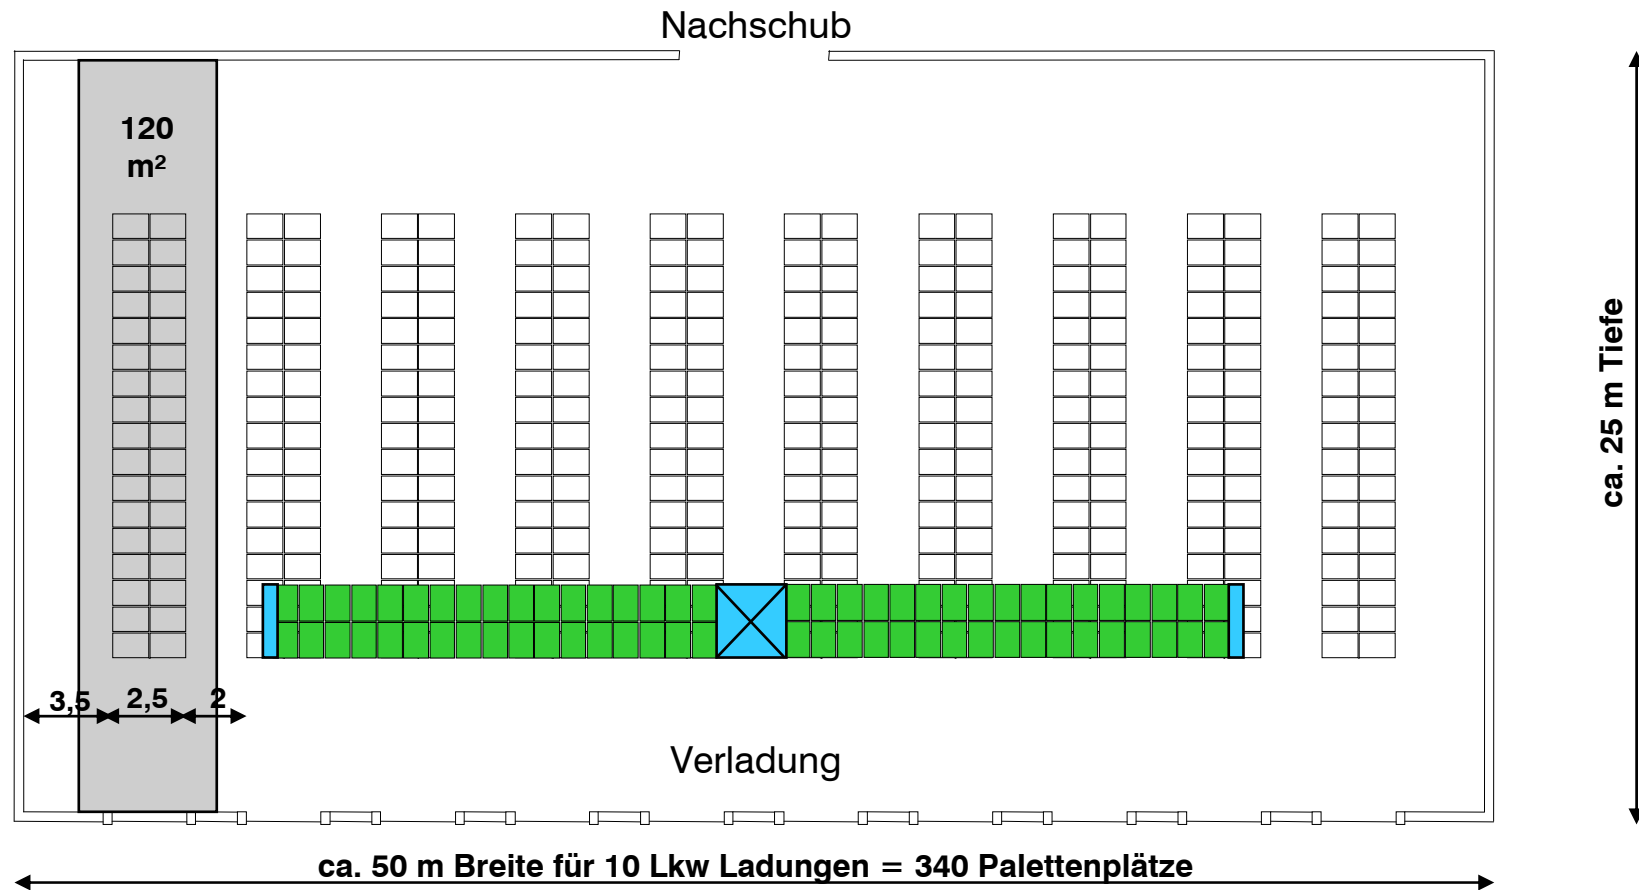 Nachschub
120
m²
3,5
2,5
2
Verladung
ca. 25 m Tiefe
ca. 50 m Breite für 10 Lkw Ladungen = 340 Palettenplätze